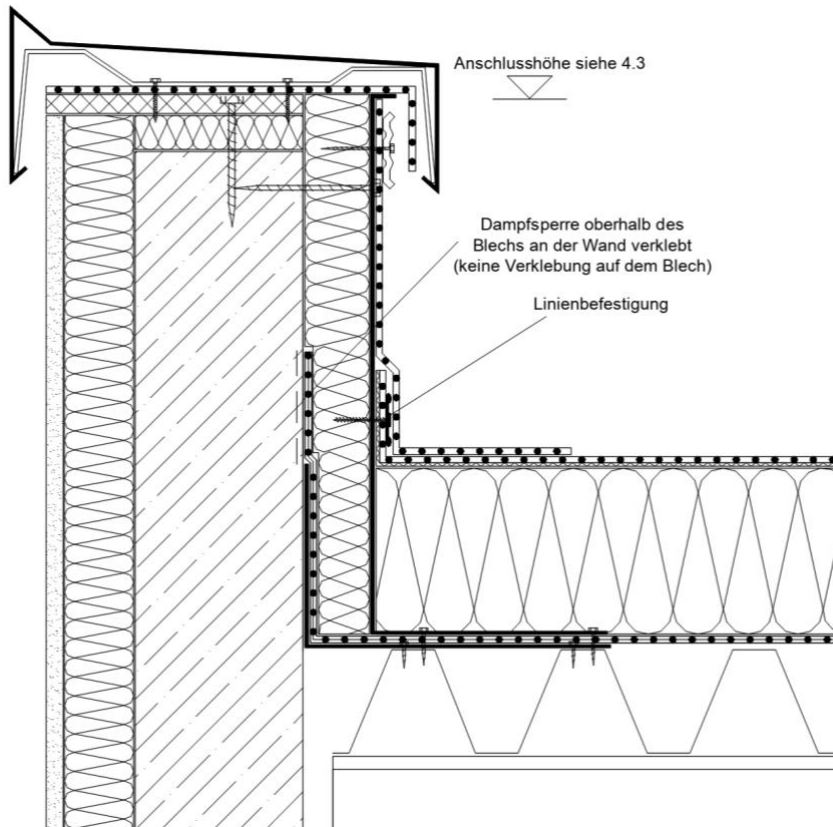 Anschlusshöhe siehe 4.3
Dampfsperre oberhalb des
Blechs an der Wand verklebt
(keine Verklebung auf dem Blech)
Linienbefestigung